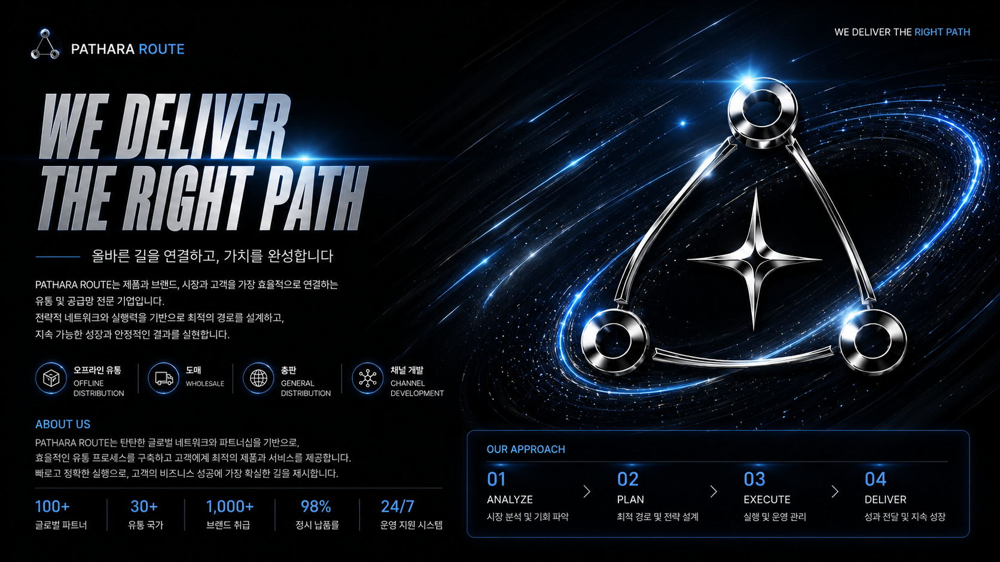 PATHARA ROUTE
WE DELIVER THE RIGHT PATH
WE DELIVER
THE RIGHT PATH
올바른 길을 연결하고, 가치를 완성합니다
PATHARA ROUTE는 제품과 브랜드, 시장과 고객을 가장 효율적으로 연결하는
유통 및 공급망 전문 기업입니다.
전략적 네트워크와 실행력을 기반으로 최적의 경로를 설계하고,
지속 가능한 성장과 안정적인 결과를 실현합니다.
오프라인 유통
OFFLINE
DISTRIBUTION
도매
WHOLESALE
총판
GENERAL
DISTRIBUTION
채널 개발
CHANNEL
DEVELOPMENT
ABOUT US
PATHARA ROUTE는 탄탄한 글로벌 네트워크와 파트너십을 기반으로,
효율적인 유통 프로세스를 구축하고 고객에게 최적의 제품과 서비스를 제공합니다.
빠르고 정확한 실행으로, 고객의 비즈니스 성공에 가장 확실한 길을 제시합니다.
100+
글로벌 파트너
30+
유통 국가
1,000+
브랜드 취급
98%
정시 납품률
24/7
운영 지원 시스템
OUR APPROACH
01
ANALYZE
시장 분석 및 기회 파악
02
PLAN
최적 경로 및 전략 설계
03
EXECUTE
실행 및 운영 관리
04
DELIVER
성과 전달 및 지속 성장